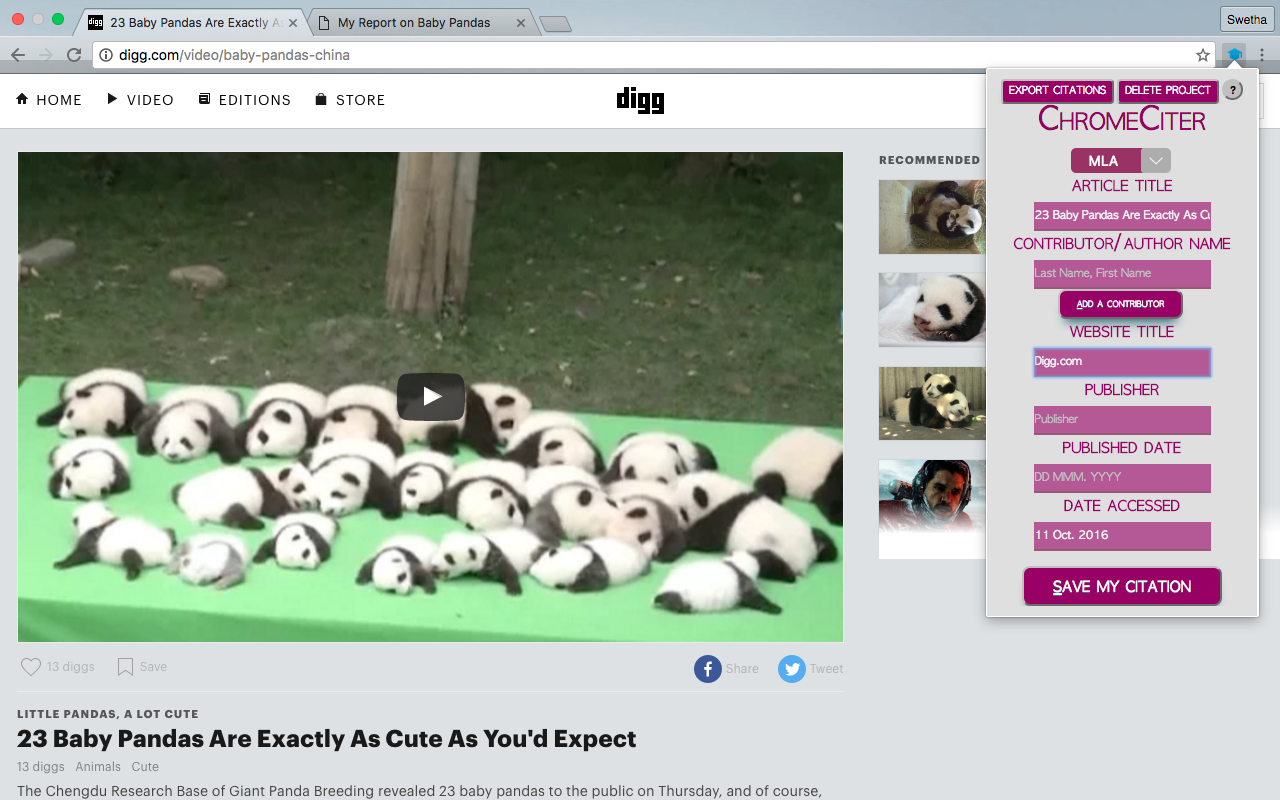 23 Baby Pandas Are Exactly As
My Report on Baby Pandas
Swetha
digg.com/video/baby-pandas-china
HOME
VIDEO
EDITIONS
STORE
digg
RECOMMENDED
EXPORT CITATIONS
DELETE PROJECT
?
CHROMECITER
MLA
ARTICLE TITLE
23 Baby Pandas Are Exactly As Cu
CONTRIBUTOR/AUTHOR NAME
Last Name, First Name
ADD A CONTRIBUTOR
WEBSITE TITLE
Digg.com
PUBLISHER
Publisher
PUBLISHED DATE
DD MMM. YYYY
DATE ACCESSED
11 Oct. 2016
SAVE MY CITATION
13 diggs
Save
Share
Tweet
LITTLE PANDAS, A LOT CUTE
23 Baby Pandas Are Exactly As Cute As You'd Expect
13 diggs Animals Cute
The Chengdu Research Base of Giant Panda Breeding revealed 23 baby pandas to the public on Thursday, and of course,